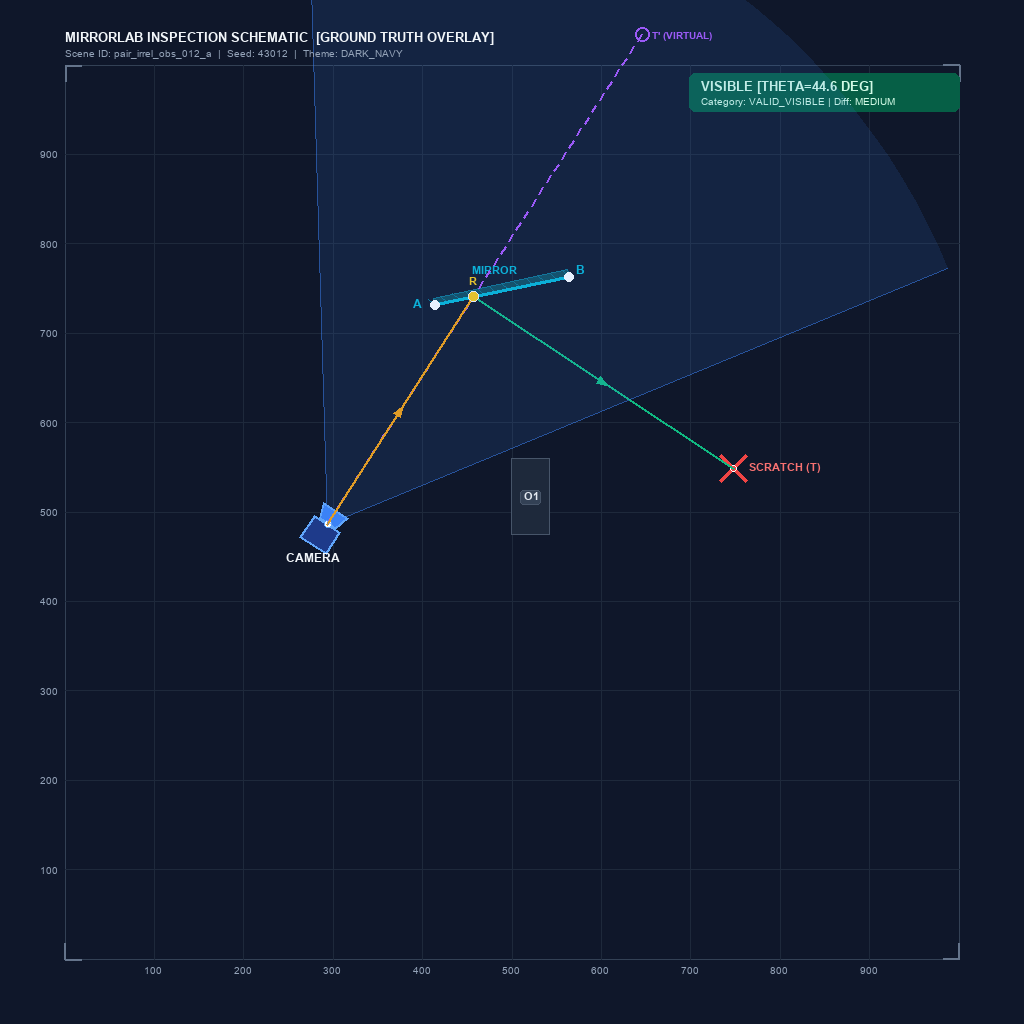 MIRRORLAB INSPECTION SCHEMATIC [GROUND TRUTH OVERLAY]
Scene ID: pair_irrel_obs_012_a | Seed: 43012 | Theme: DARK_NAVY
T' (VIRTUAL)
VISIBLE [THETA=44.6 DEG]
Category: VALID_VISIBLE | Diff: MEDIUM
MIRROR
B
R
A
SCRATCH (T)
O1
CAMERA
900
800
700
600
500
400
300
200
100
100 200 300 400 500 600 700 800 900